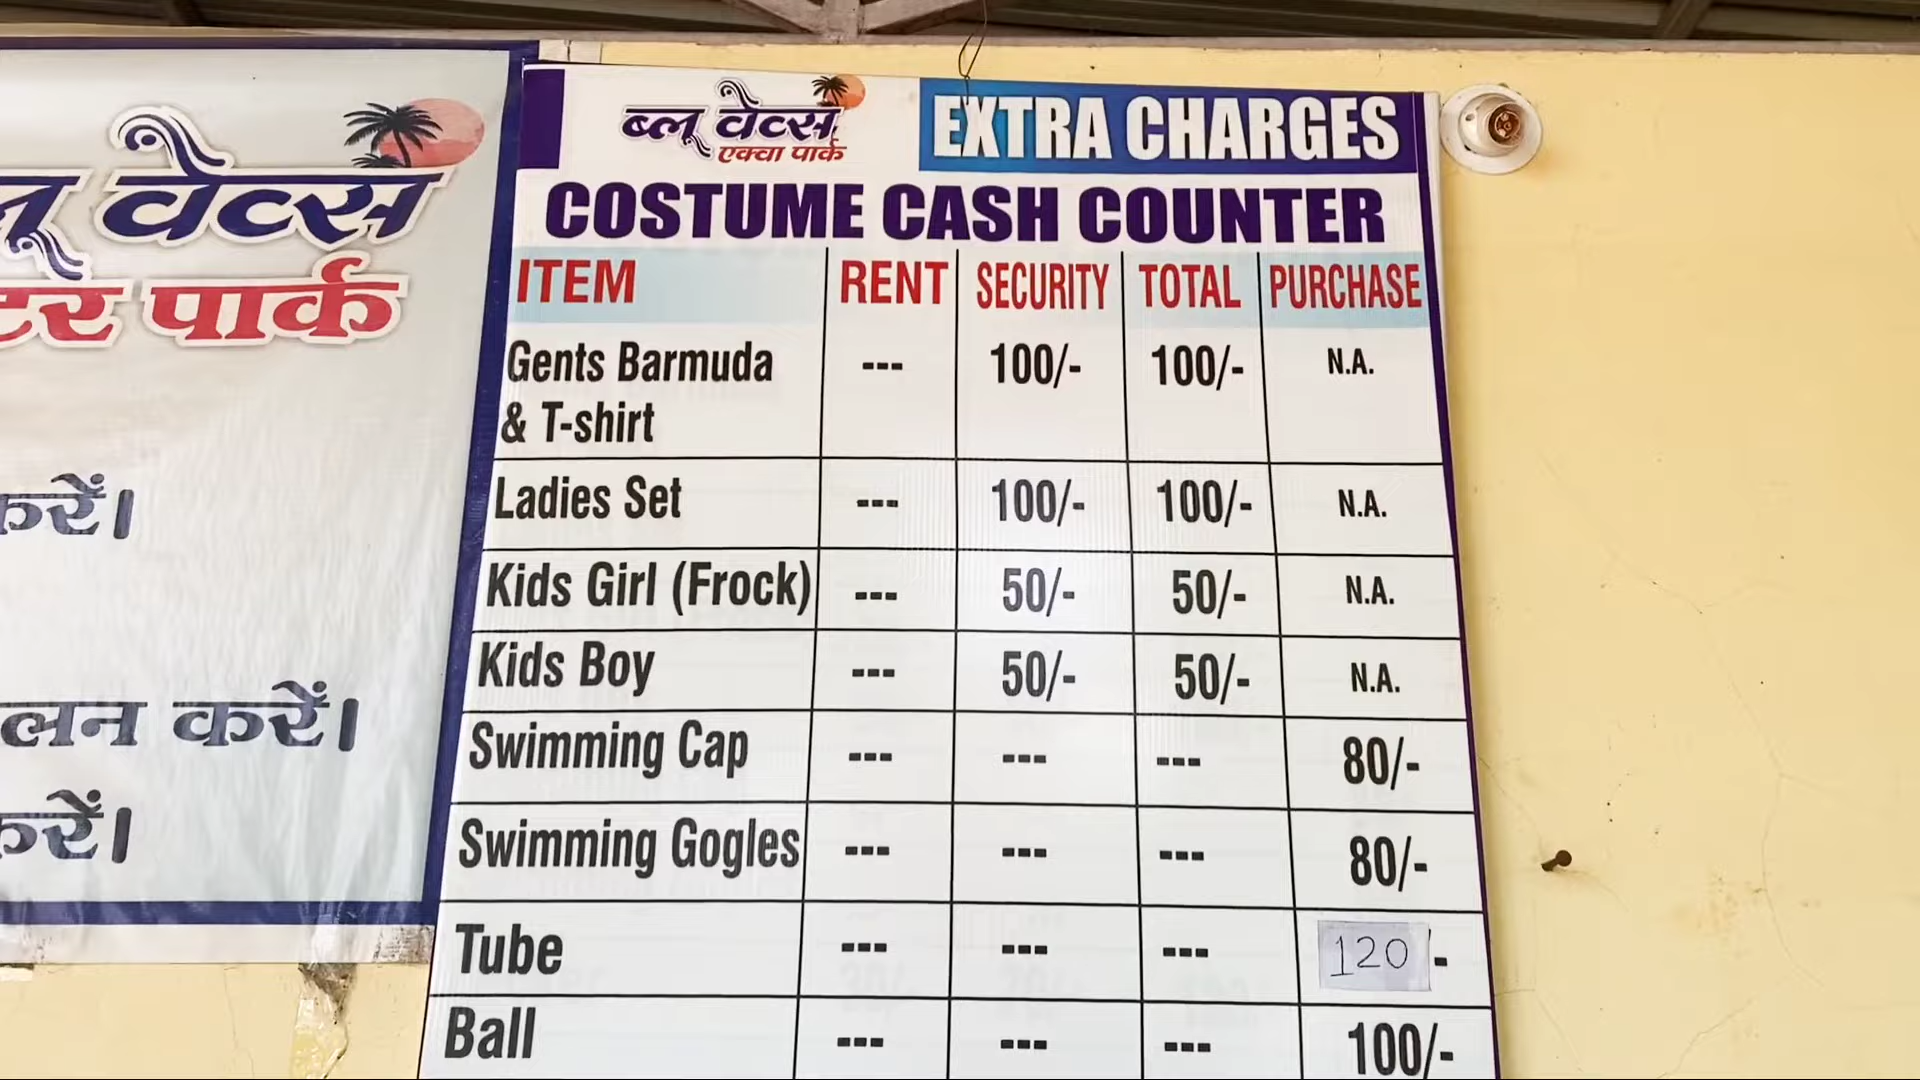 वेव्स
पार्क
करें।
करें।
करें।
ब्लू वेव्स
एक्वा पार्क
EXTRA CHARGES
COSTUME CASH COUNTER
ITEM RENT SECURITY TOTAL PURCHASE
Gents Barmuda & T-shirt --- 100/- 100/- N.A.
Ladies Set --- 100/- 100/- N.A.
Kids Girl (Frock) --- 50/- 50/- N.A.
Kids Boy --- 50/- 50/- N.A.
Swimming Cap --- --- --- 80/-
Swimming Gogles --- --- --- 80/-
Tube --- --- --- 120/-
Ball --- --- --- 100/-